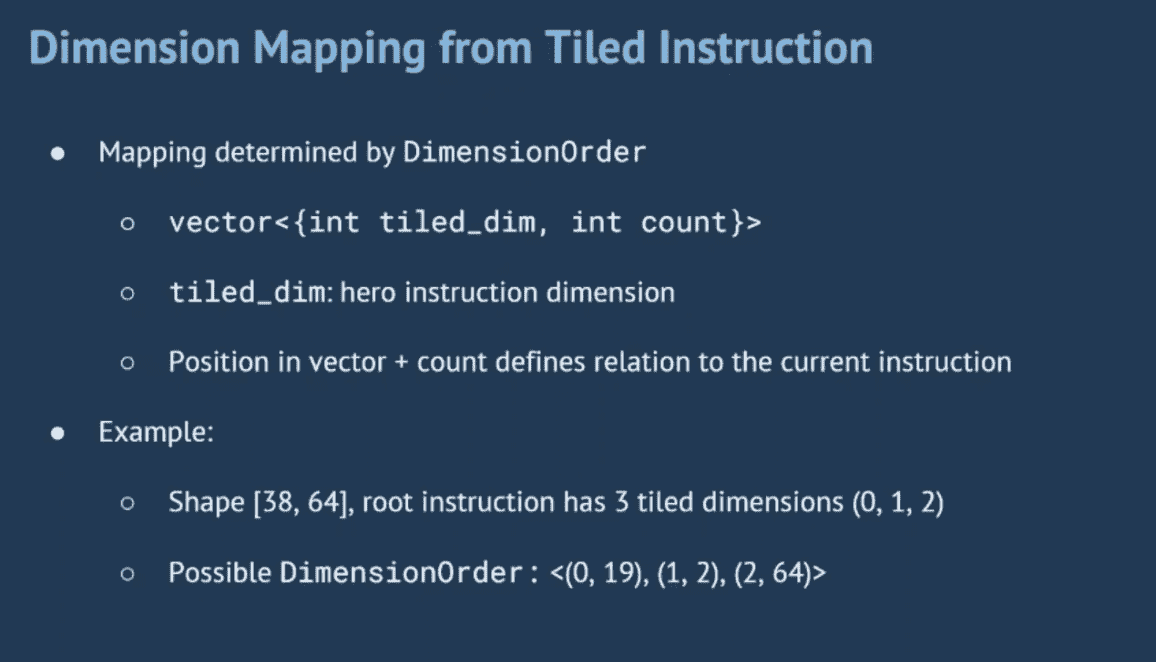 Dimension Mapping from Tiled Instruction
● Mapping determined by DimensionOrder
○ vector<{int tiled_dim, int count}>
○ tiled_dim: hero instruction dimension
○ Position in vector + count defines relation to the current instruction
● Example:
○ Shape [38, 64], root instruction has 3 tiled dimensions (0, 1, 2)
○ Possible DimensionOrder: <(0, 19), (1, 2), (2, 64)>